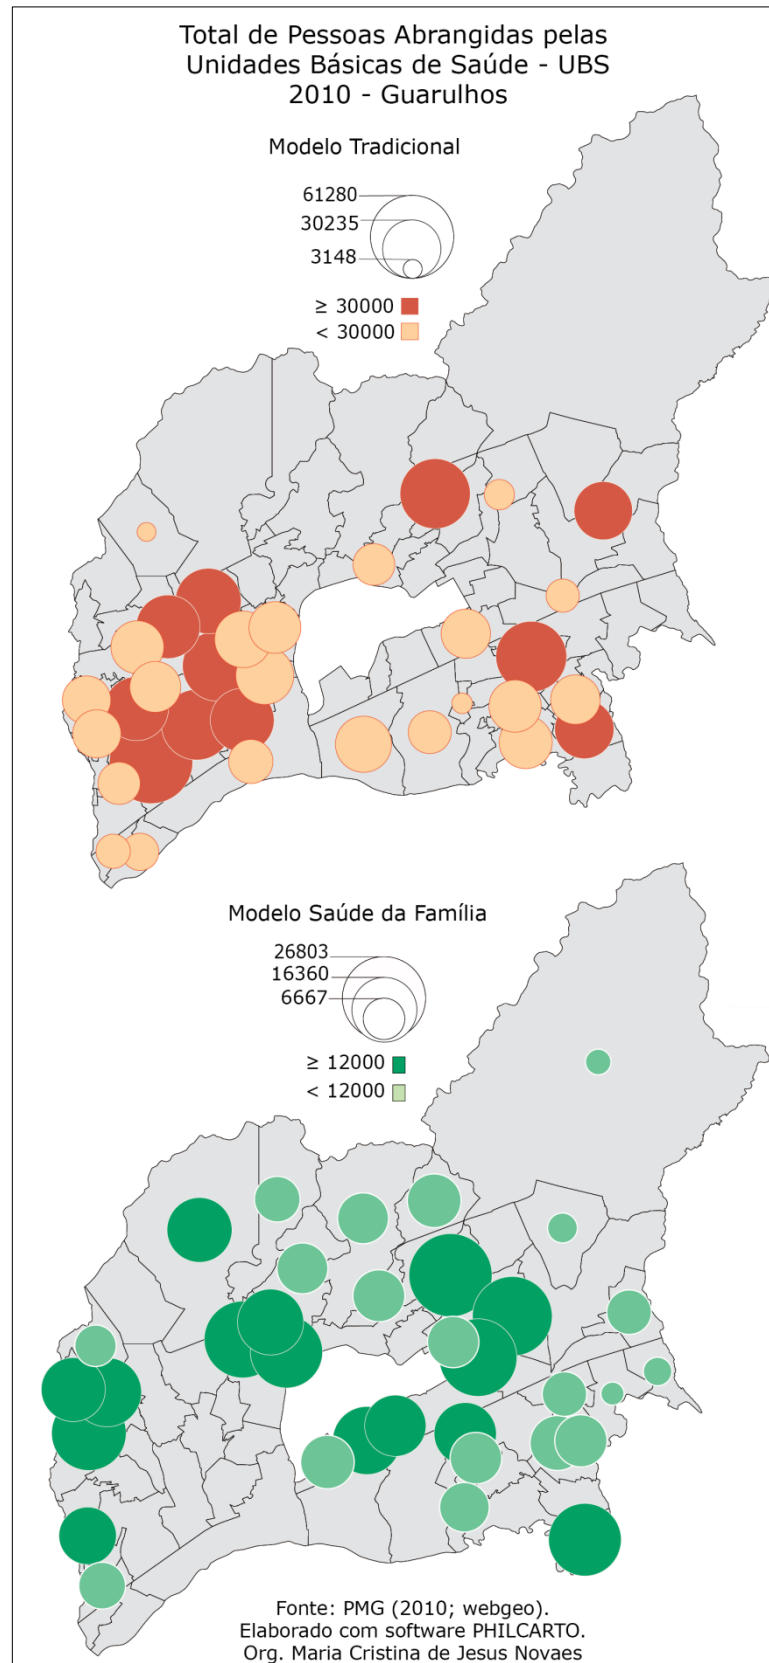 Total de Pessoas Abrangidas pelas
Unidades Básicas de Saúde - UBS
2010 - Guarulhos
Modelo Tradicional
61280
30235
3148
≥ 30000
< 30000
Modelo Saúde da Família
26803
16360
6667
≥ 12000
< 12000
Fonte: PMG (2010; webgeo).
Elaborado com software PHILCARTO.
Org. Maria Cristina de Jesus Novaes